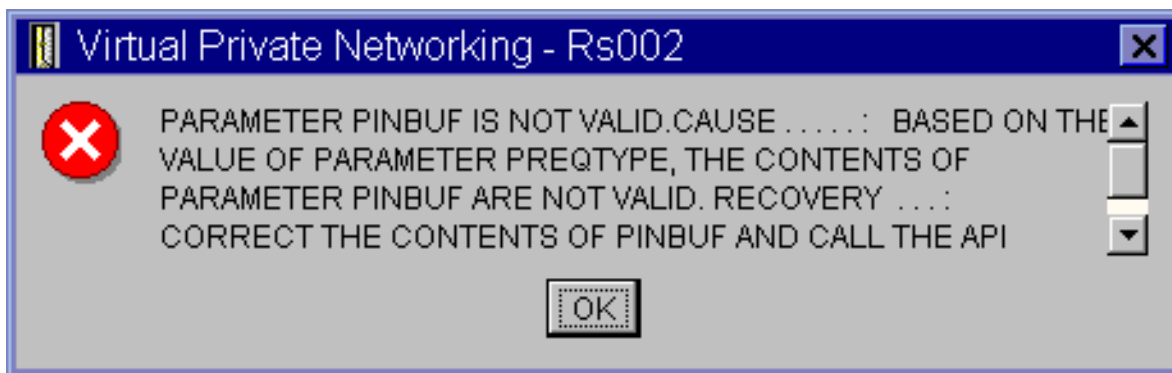 Virtual Private Networking - Rs002
PARAMETER PINBUF IS NOT VALID.CAUSE . . . . . : BASED ON THE
VALUE OF PARAMETER PREQTYPE, THE CONTENTS OF
PARAMETER PINBUF ARE NOT VALID. RECOVERY . . . :
CORRECT THE CONTENTS OF PINBUF AND CALL THE API
OK